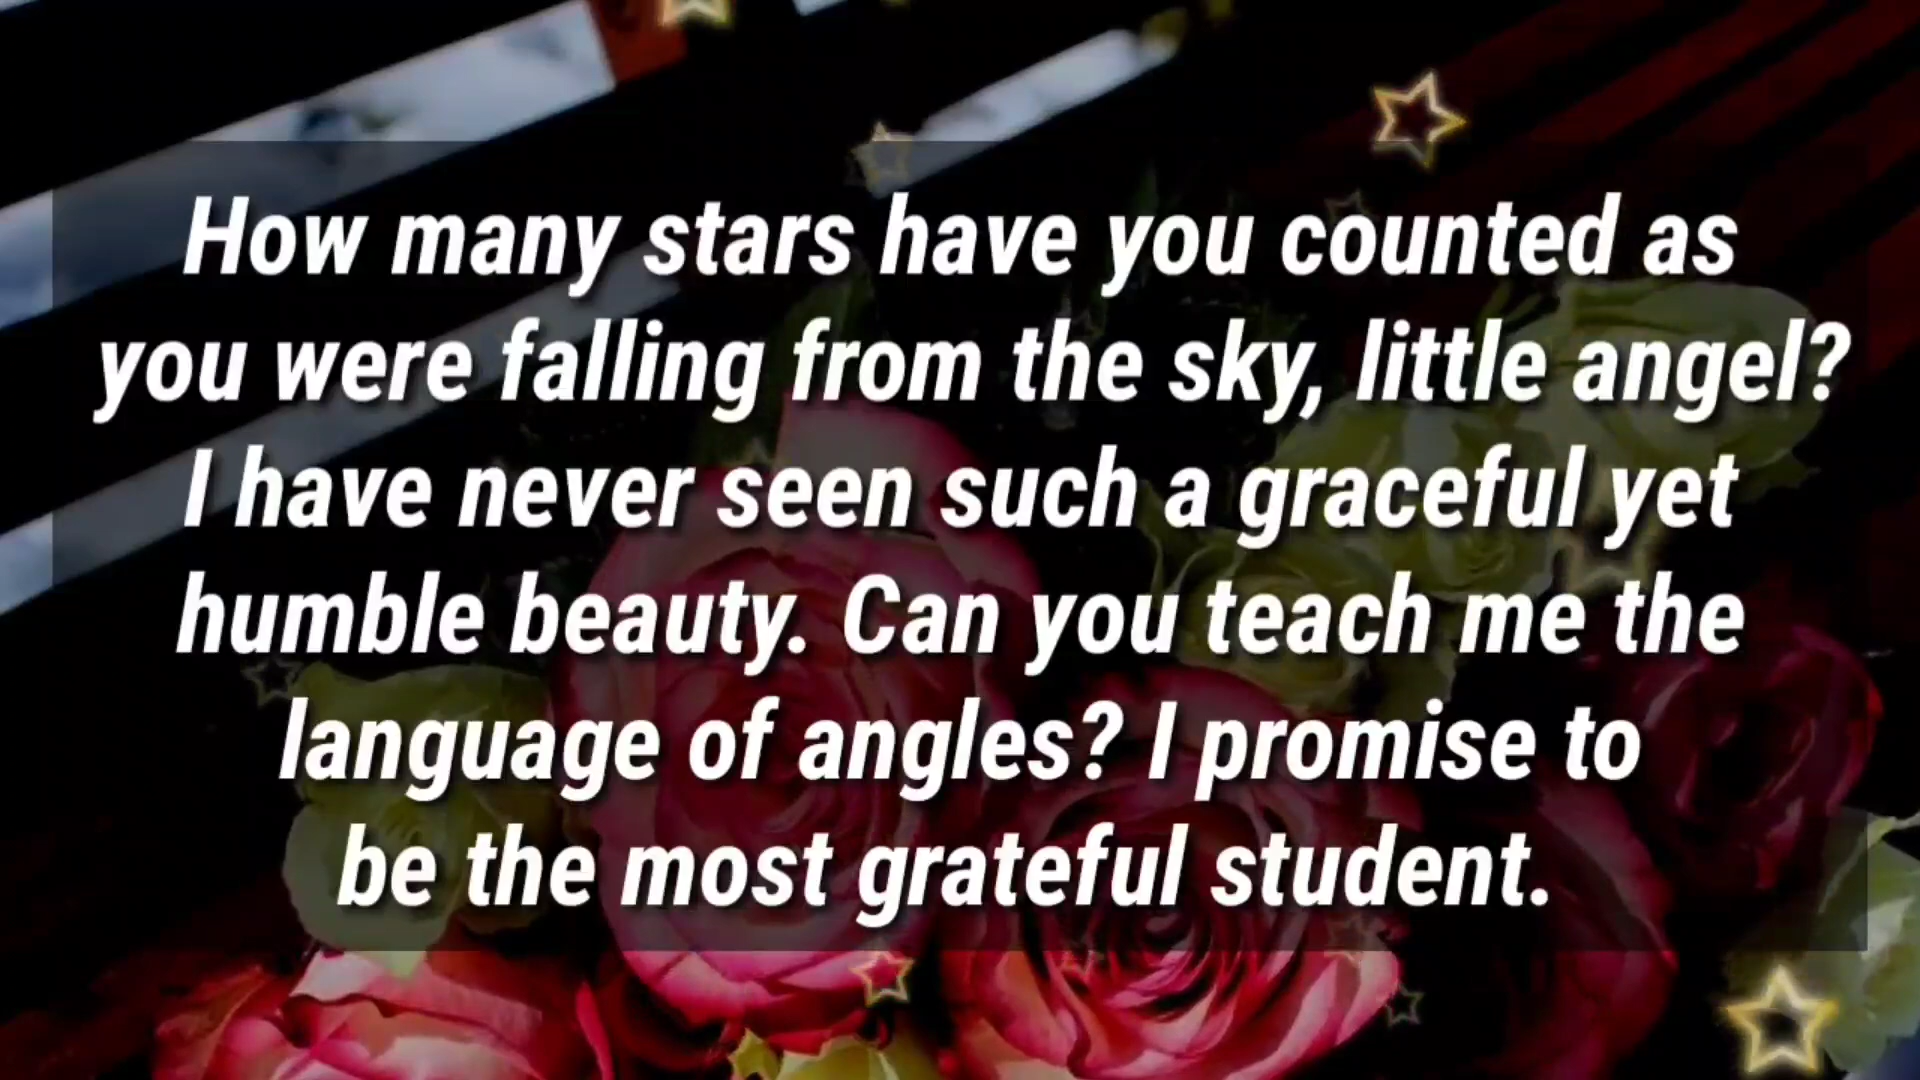 How many stars have you counted as
you were falling from the sky, little angel?
I have never seen such a graceful yet
humble beauty. Can you teach me the
language of angles? I promise to
be the most grateful student.